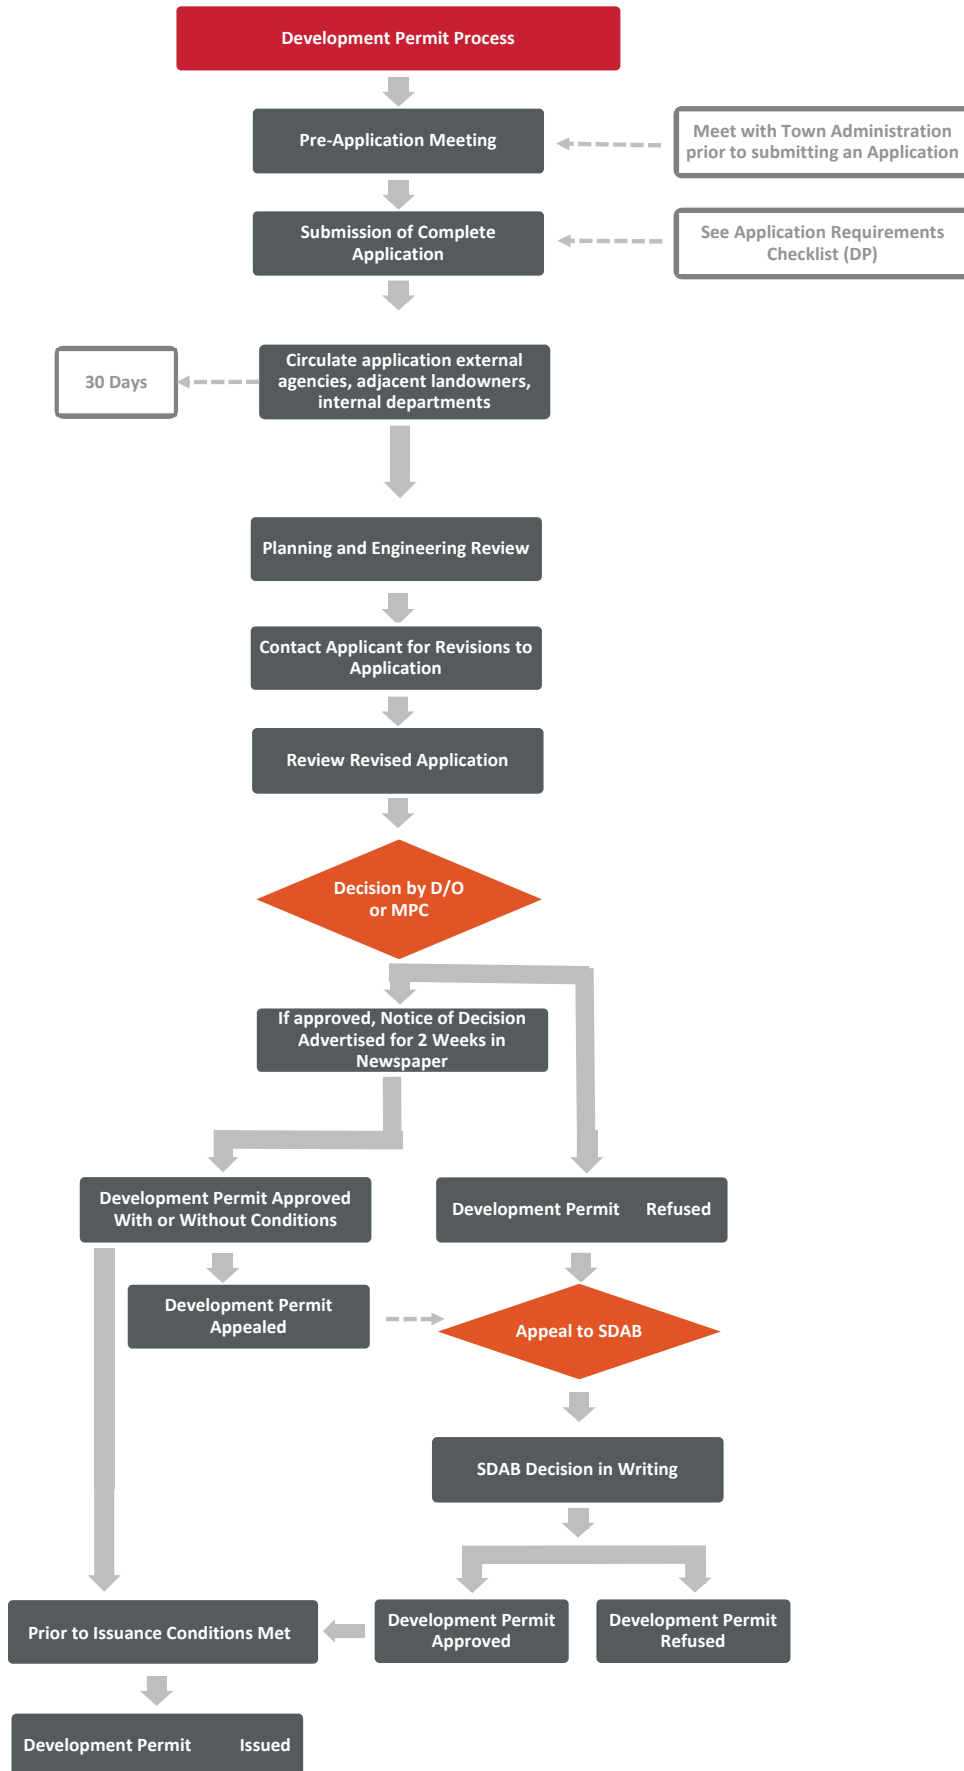 Development Permit Process
Pre-Application Meeting
Meet with Town Administration
prior to submitting an Application
Submission of Complete
Application
See Application Requirements
Checklist (DP)
30 Days
Circulate application external
agencies, adjacent landowners,
internal departments
Planning and Engineering Review
Contact Applicant for Revisions to
Application
Review Revised Application
Decision by D/O
or MPC
If approved, Notice of Decision
Advertised for 2 Weeks in
Newspaper
Development Permit Approved
With or Without Conditions
Development Permit Refused
Development Permit
Appealed
Appeal to SDAB
SDAB Decision in Writing
Prior to Issuance Conditions Met
Development Permit
Approved
Development Permit
Refused
Development Permit Issued